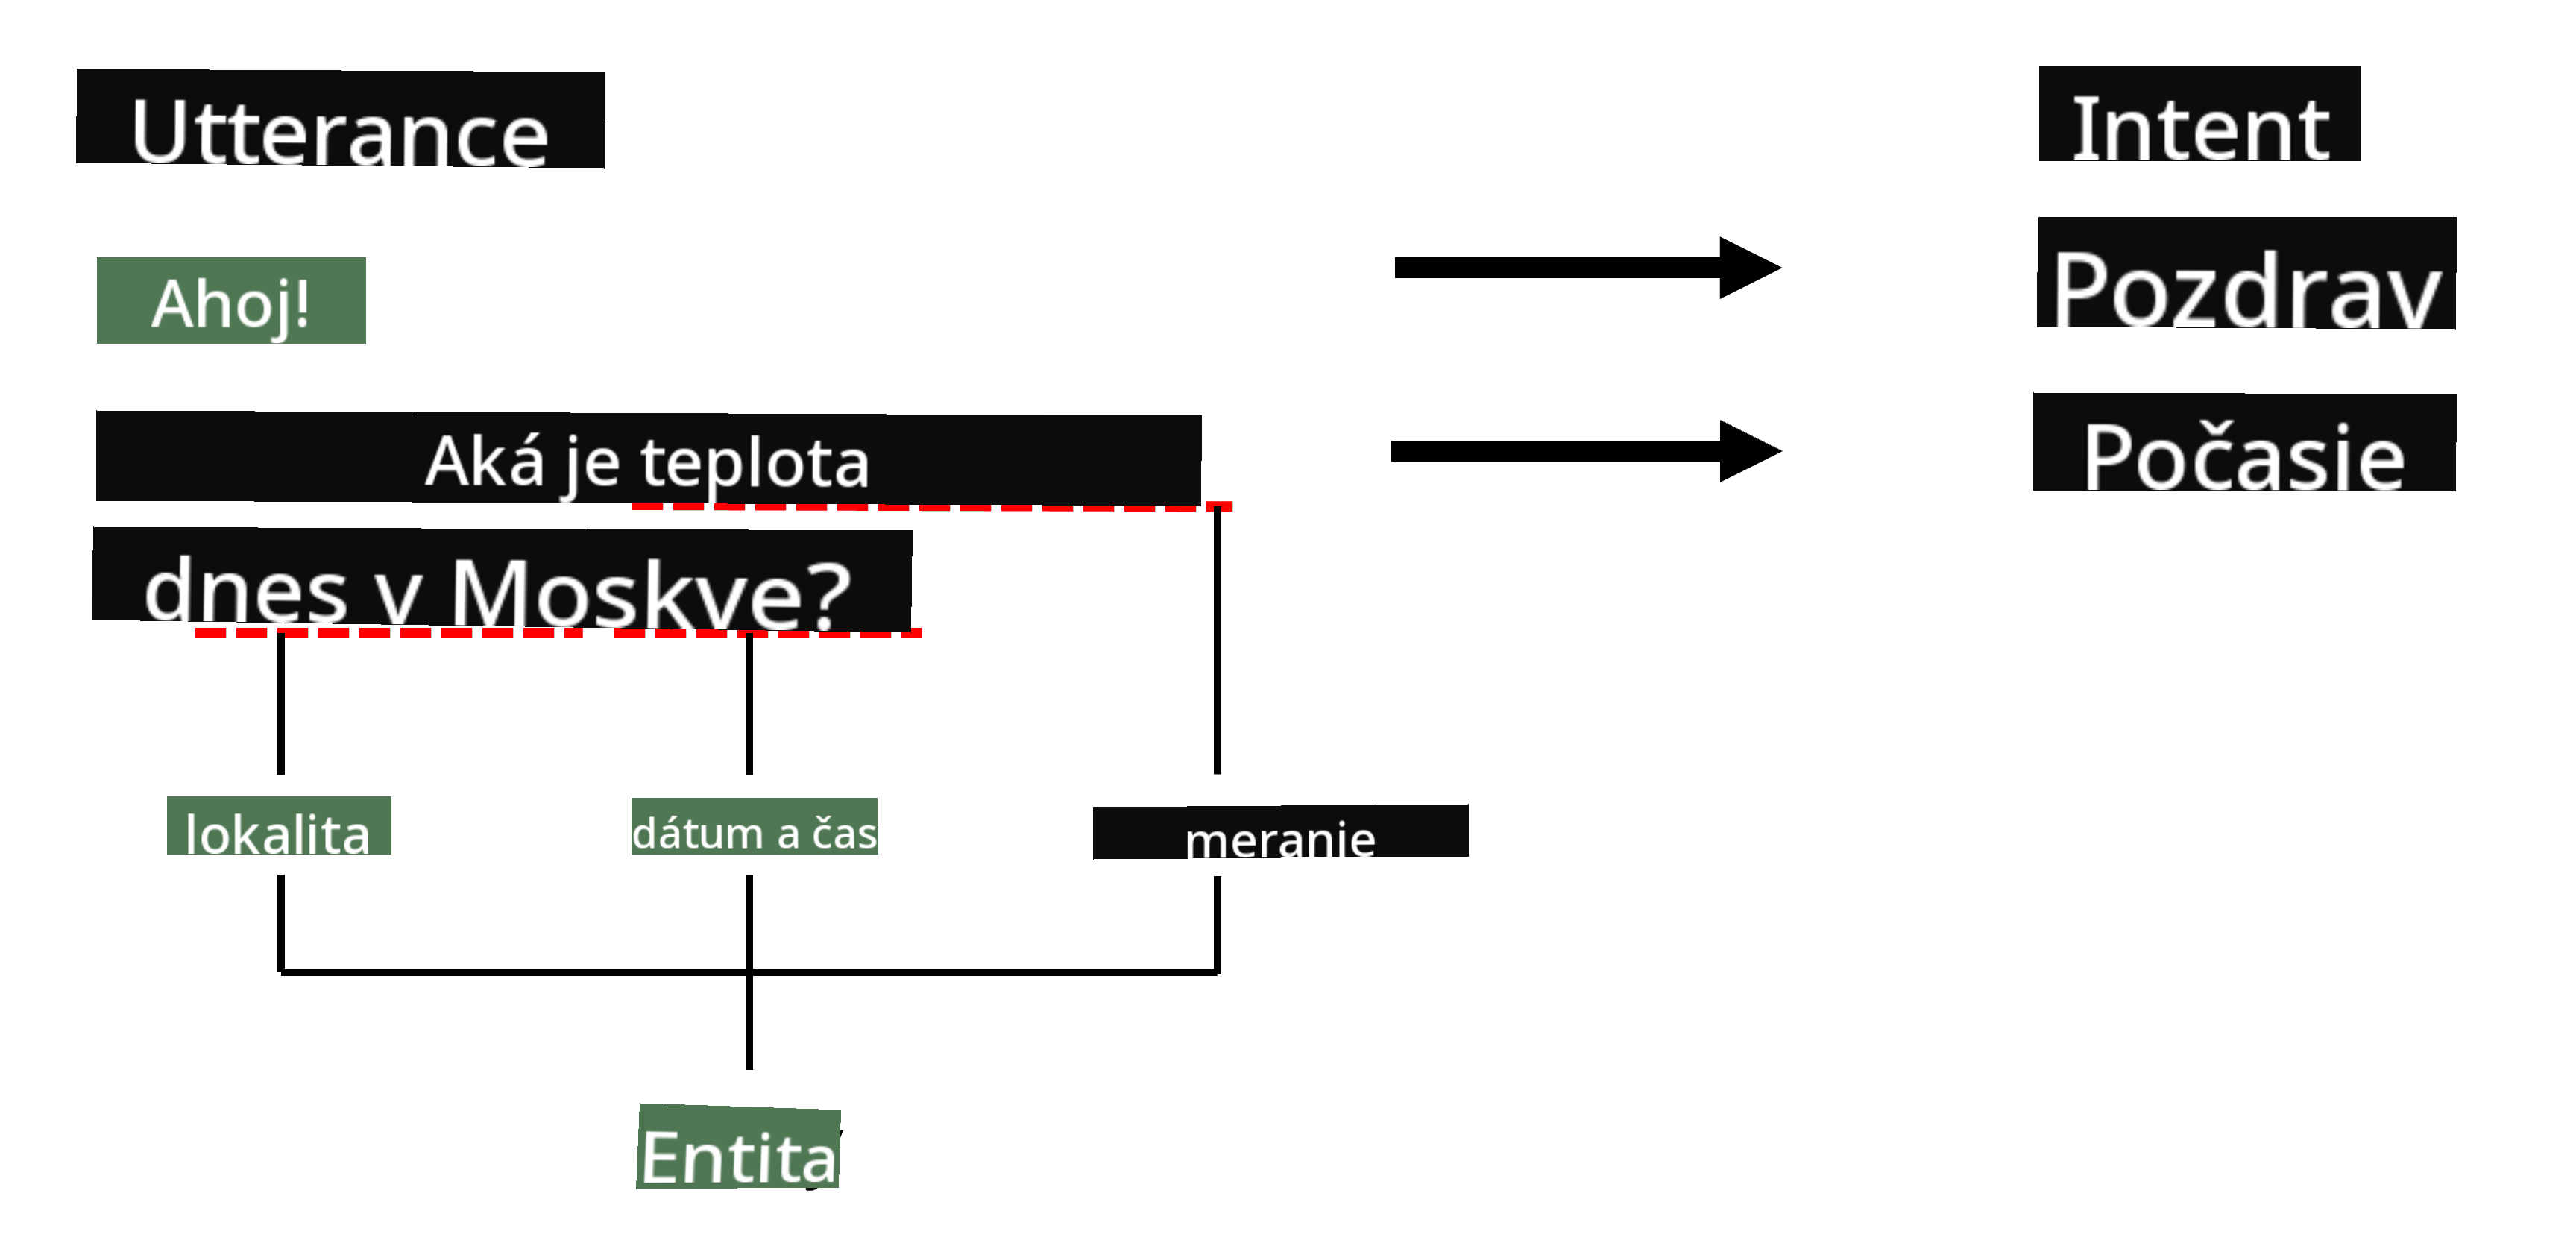 Utterance
Intent
Ahoj!
Pozdrav
Aká je teplota
Počasie
dnes v Moskve?
lokalita
dátum a čas
meranie
Entita